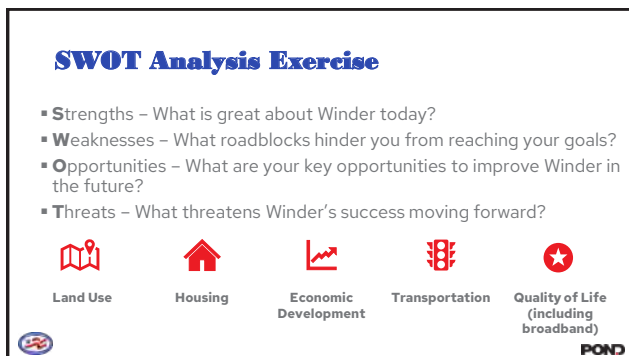 SWOT Analysis Exercise
▪ Strengths – What is great about Winder today?
▪ Weaknesses – What roadblocks hinder you from reaching your goals?
▪ Opportunities – What are your key opportunities to improve Winder in
the future?
▪ Threats – What threatens Winder's success moving forward?
Land Use
Housing
Economic
Development
Transportation
Quality of Life
(including
broadband)
POND